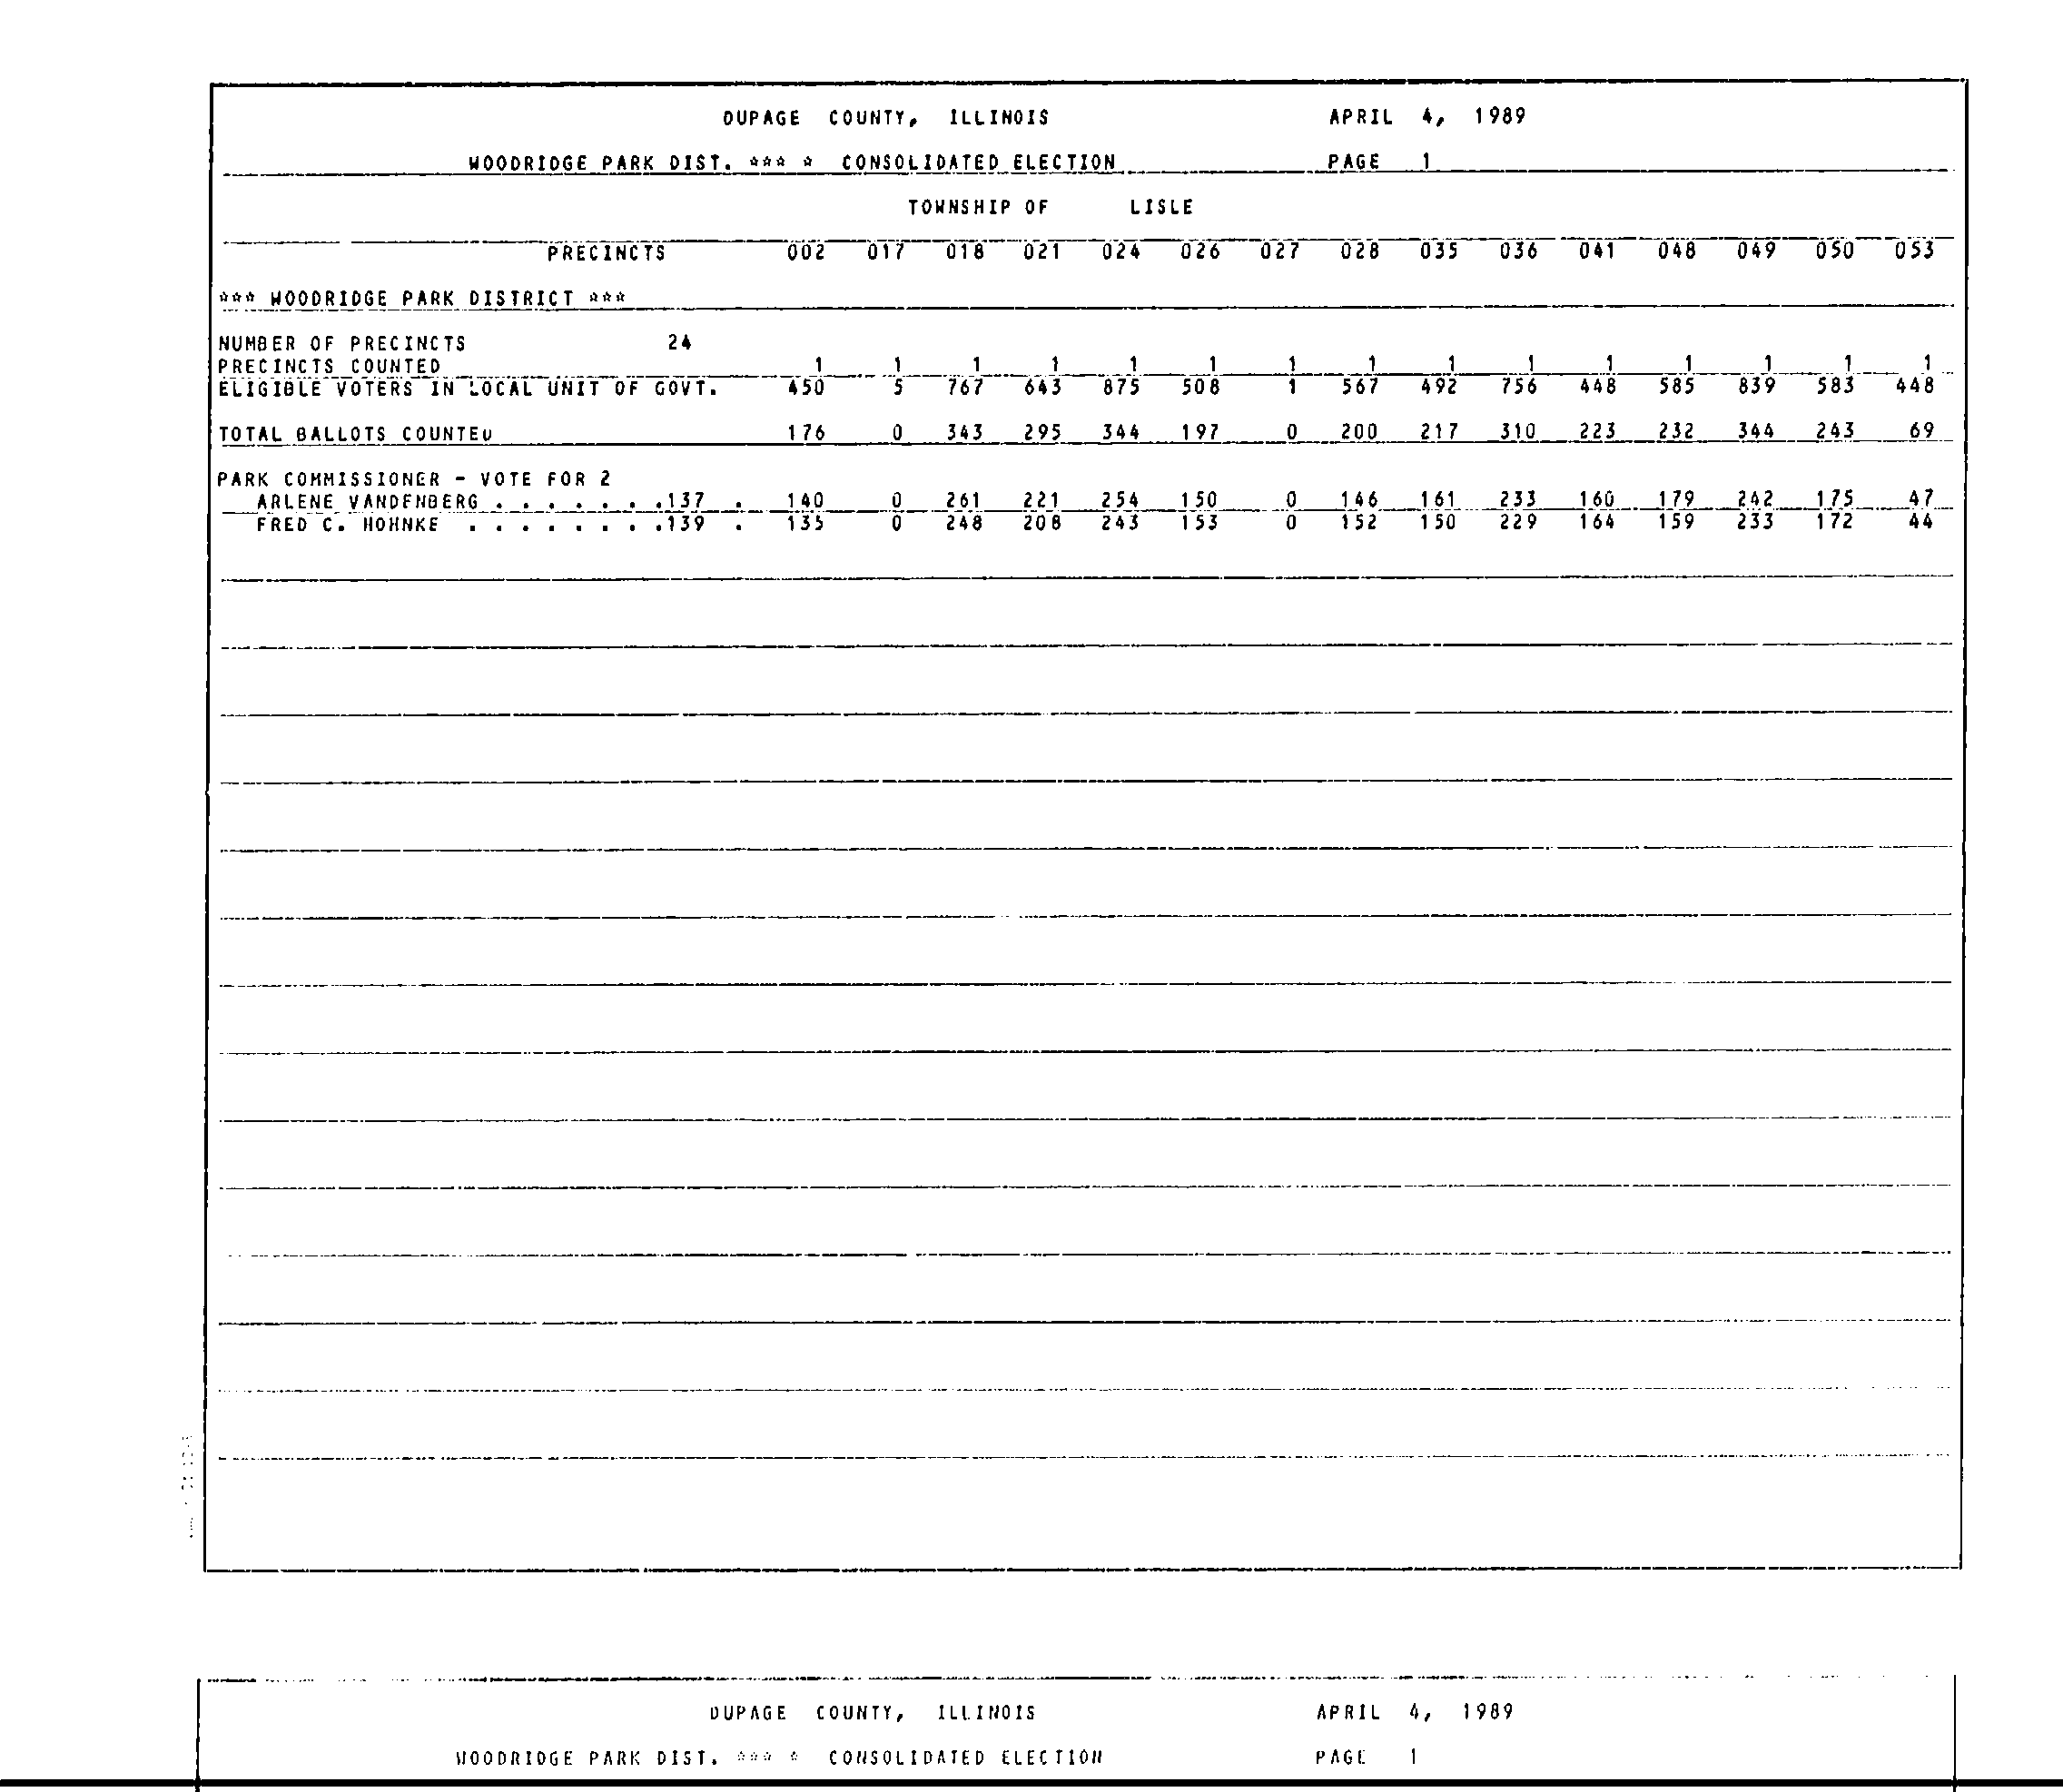 DUPAGE COUNTY, ILLINOIS APRIL 4, 1989
WOODRIDGE PARK DIST. *** * CONSOLIDATED ELECTION PAGE 1
TOWNSHIP OF LISLE
PRECINCTS 002 017 018 021 024 026 027 028 035 036 041 048 049 050 053
*** WOODRIDGE PARK DISTRICT ***
NUMBER OF PRECINCTS 24
PRECINCTS COUNTED 1 1 1 1 1 1 1 1 1 1 1 1 1 1 1
ELIGIBLE VOTERS IN LOCAL UNIT OF GOVT. 450 5 767 643 875 508 1 567 492 756 448 585 839 583 448
TOTAL BALLOTS COUNTED 176 0 343 295 344 197 0 200 217 310 223 232 344 243 69
PARK COMMISSIONER - VOTE FOR 2
ARLENE VANDENBERG . . . . . . .137 . 140 0 261 221 254 150 0 146 161 233 160 179 242 175 47
FRED C. HOHNKE . . . . . . . .139 . 135 0 248 208 243 153 0 152 150 229 164 159 233 172 44
DUPAGE COUNTY, ILLINOIS APRIL 4, 1989
WOODRIDGE PARK DIST. *** * CONSOLIDATED ELECTION PAGE 1